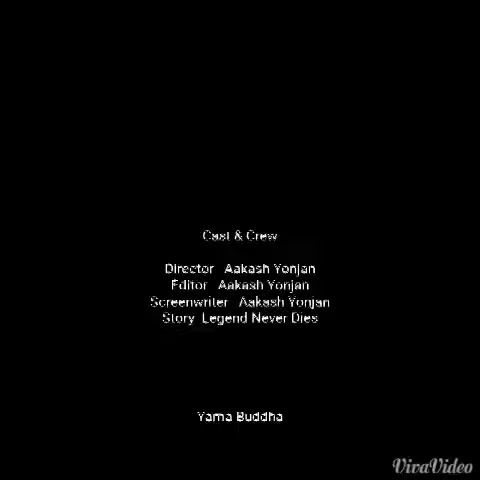 Cast & Crew
Director Aakash Yonjan
Editor Aakash Yonjan
Screenwriter Aakash Yonjan
Story Legend Never Dies
Yama Buddha
VivaVideo